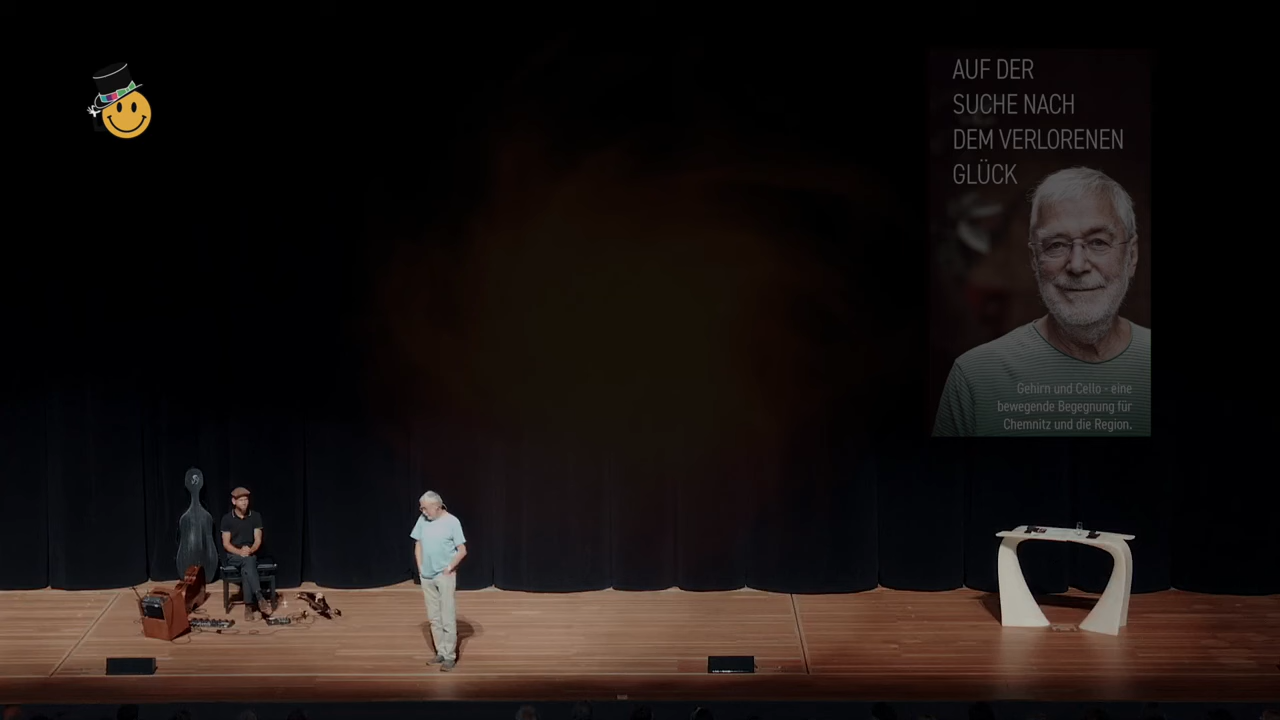 AUF DER
SUCHE NACH
DEM VERLORENEN
GLÜCK
Gehirn und Cello - eine
bewegende Begegnung für
Chemnitz und die Region.